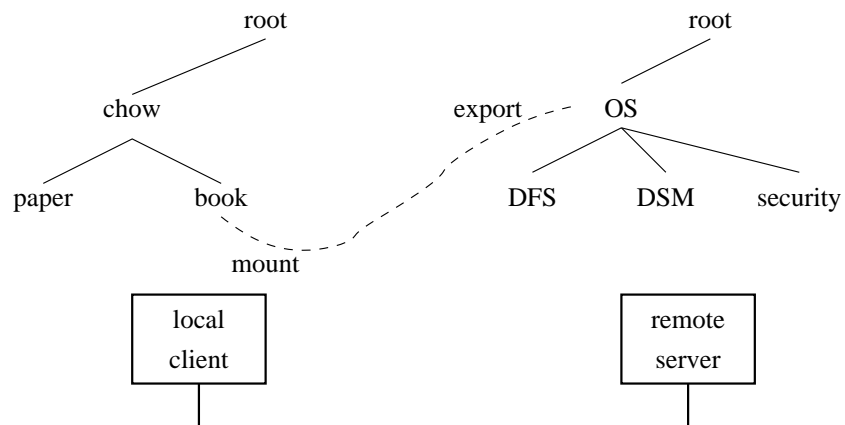 root
root
chow
export
OS
paper
book
DFS
DSM
security
mount
local
client
remote
server